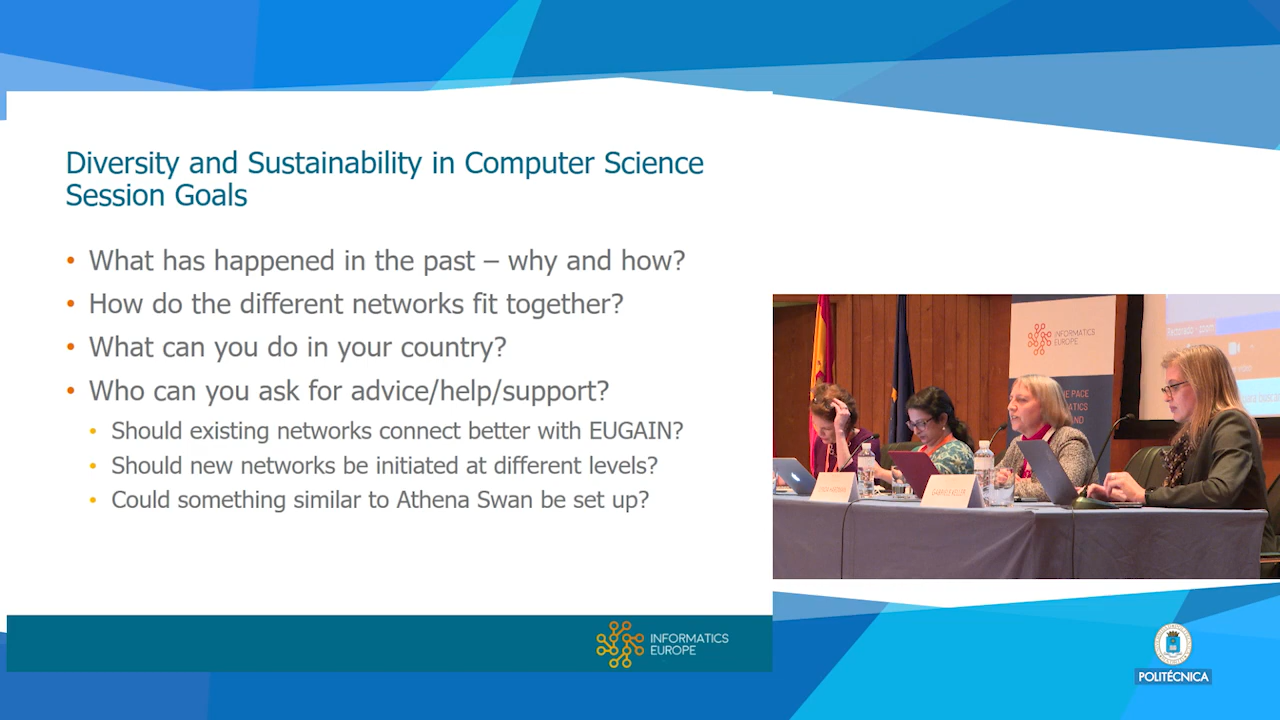 Diversity and Sustainability in Computer Science
Session Goals
• What has happened in the past – why and how?
• How do the different networks fit together?
• What can you do in your country?
• Who can you ask for advice/help/support?
• Should existing networks connect better with EUGAIN?
• Should new networks be initiated at different levels?
• Could something similar to Athena Swan be set up?
INFORMATICS
EUROPE
INFORMATICS
EUROPE
GABRIELE KELLER
POLITÉCNICA